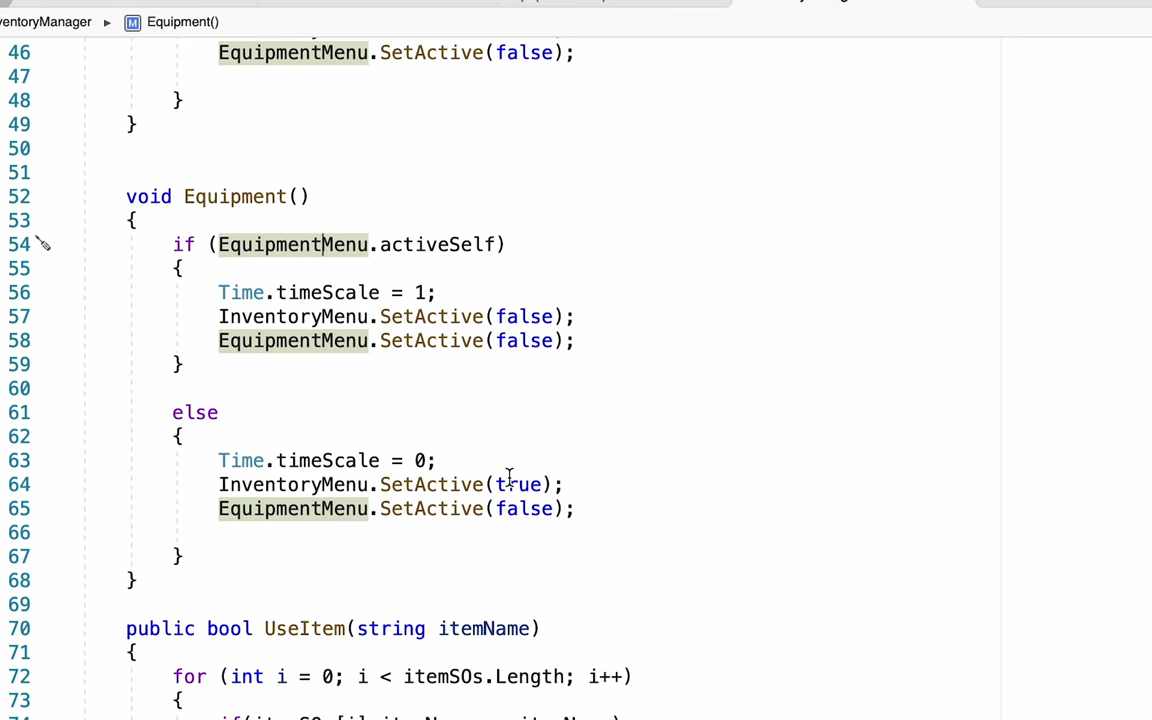 ventoryManager ▸ M Equipment()
46 EquipmentMenu.SetActive(false);
47
48 }
49 }
50
51
52 void Equipment()
53 {
54 if (EquipmentMenu.activeSelf)
55 {
56 Time.timeScale = 1;
57 InventoryMenu.SetActive(false);
58 EquipmentMenu.SetActive(false);
59 }
60
61 else
62 {
63 Time.timeScale = 0;
64 InventoryMenu.SetActive(true);
65 EquipmentMenu.SetActive(false);
66
67 }
68 }
69
70 public bool UseItem(string itemName)
71 {
72 for (int i = 0; i < itemSOs.Length; i++)
73 {